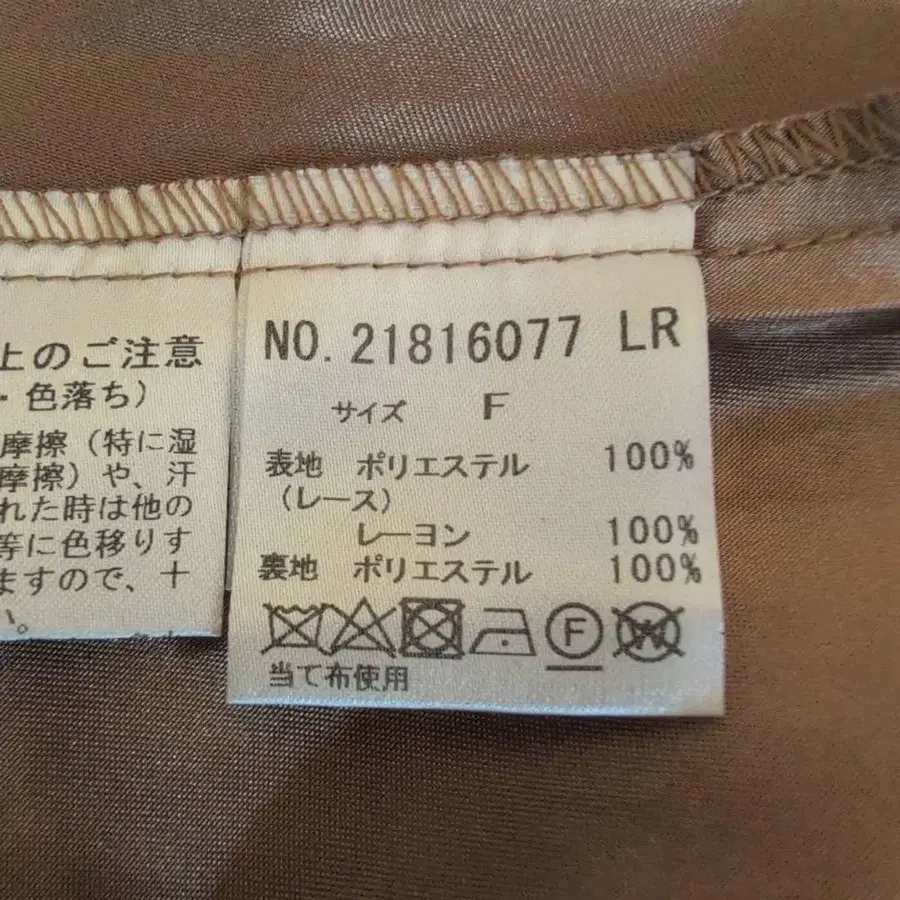 上のご注意
・色落ち）
摩擦（特に湿
摩擦）や、汗
れた時は他の
等に色移りす
ますので、十
い。
NO. 21816077 LR
サイズ F
表地 ポリエステル 100%
（レース）
レーヨン 100%
裏地 ポリエステル 100%
F W
当て布使用